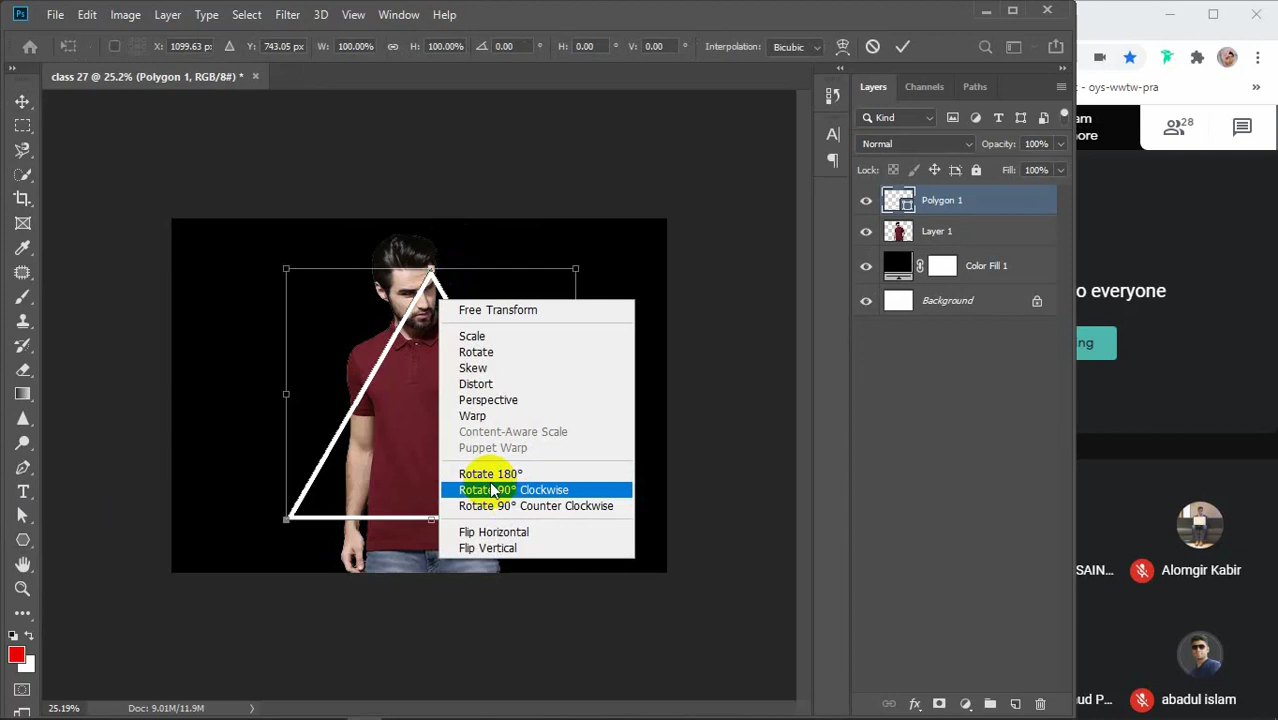 Ps File Edit Image Layer Type Select Filter 3D View Window Help
X: 1099.63 px Y: 743.05 px W: 100.00% H: 100.00% 0.00 ° H: 0.00 ° V: 0.00 ° Interpolation: Bicubic
class 27 @ 25.2% (Polygon 1, RGB/8#) *
- oys-wwtw-pra
Layers Channels Paths
Kind
28
Normal Opacity: 100%
Lock: Fill: 100%
Polygon 1
Layer 1
Color Fill 1
Background
Free Transform
Scale
Rotate
Skew
Distort
Perspective
Warp
Content-Aware Scale
Puppet Warp
Rotate 180°
Rotate 90° Clockwise
Rotate 90° Counter Clockwise
Flip Horizontal
Flip Vertical
am
ore
o everyone
ng
SAIN...
Alomgir Kabir
ud P...
abadul islam
25.19% Doc: 9.01M/11.9M